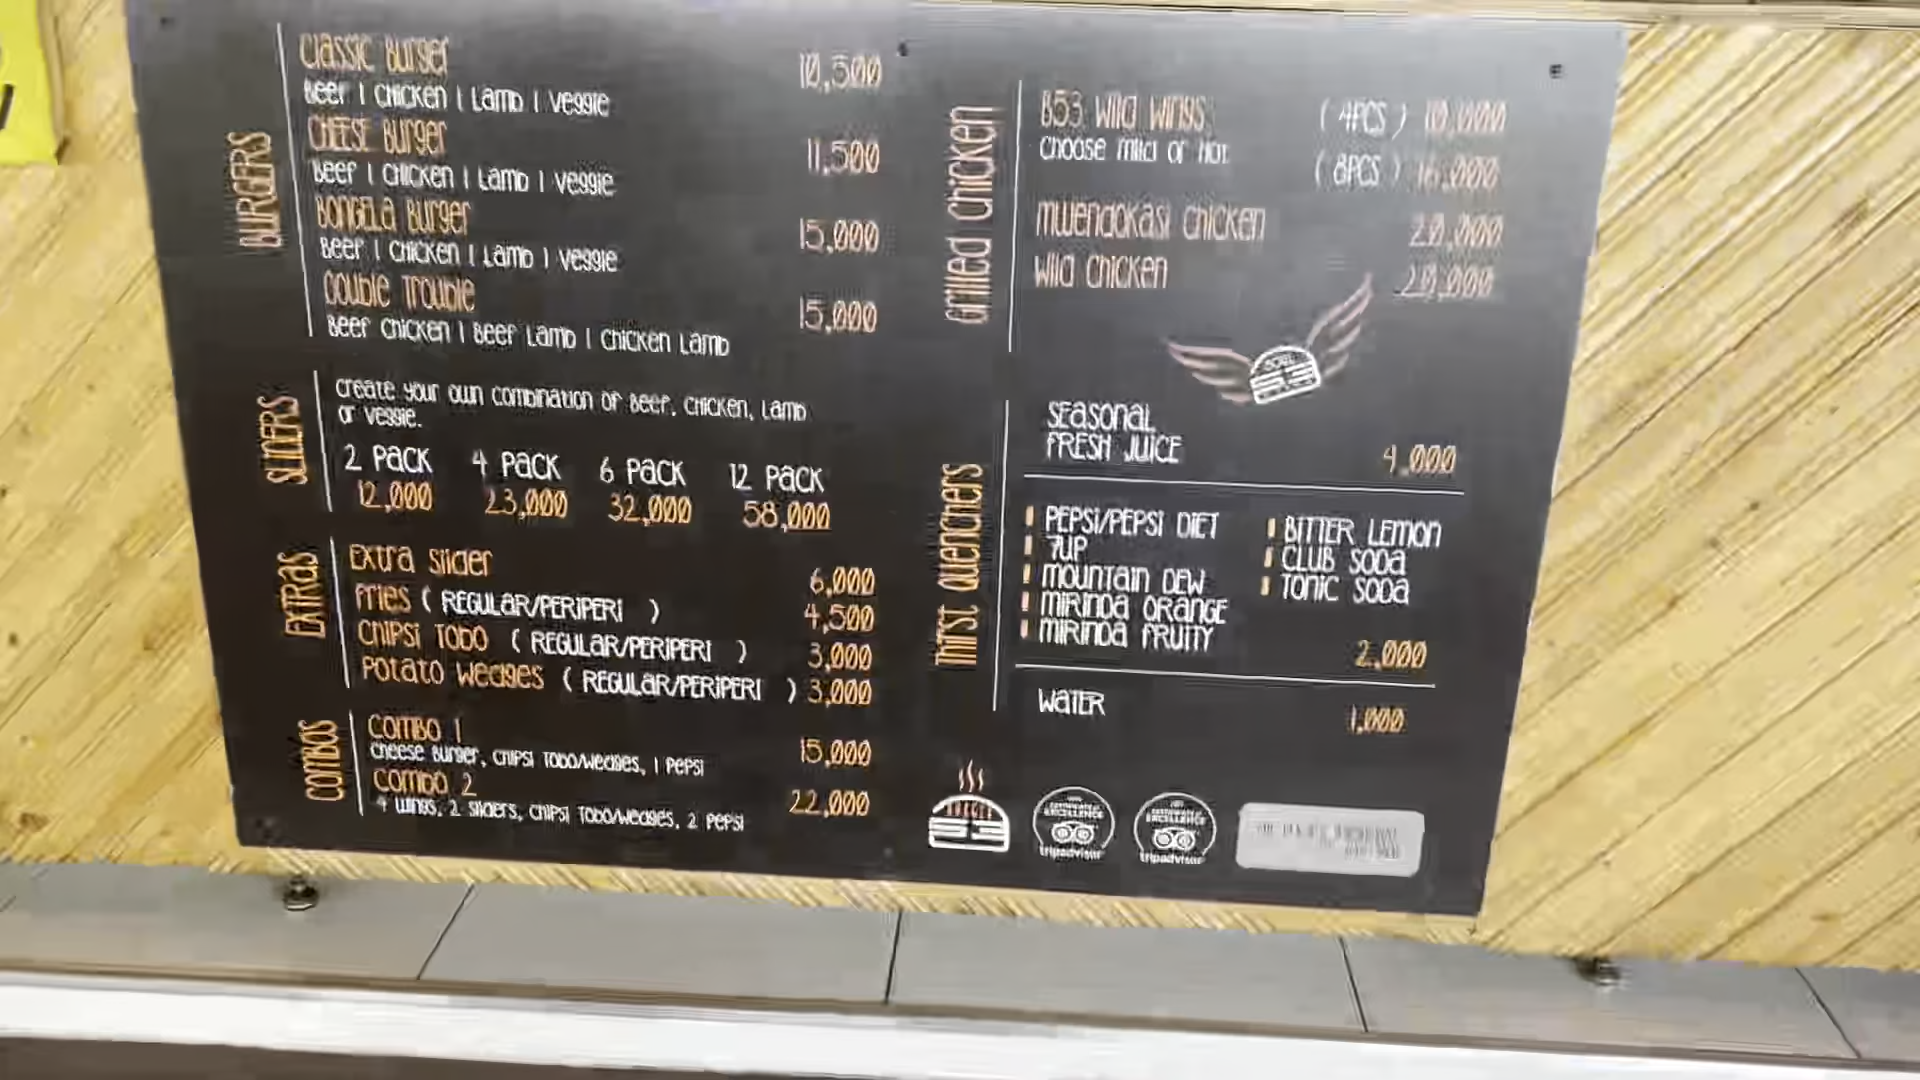 BURGERS
Classic Burger 10,500
Beef | Chicken | Lamb | Veggie
CHEESE Burger 11,500
Beef | Chicken | Lamb | Veggie
BONGELA Burger 15,000
Beef | Chicken | Lamb | Veggie
Double Trouble 15,000
Beef Chicken | Beef Lamb | Chicken Lamb
SLIDERS
Create your own combination of Beef, Chicken, Lamb
or Veggie.
2 Pack 4 Pack 6 Pack 12 Pack
12,000 23,000 32,000 58,000
EXTRAS
Extra Slider 6,000
Fries ( REGULAR/PERIPERI ) 4,500
Chipsi Tobo ( REGULAR/PERIPERI ) 3,000
Potato Wedges ( REGULAR/PERIPERI ) 3,000
COMBOS
Combo 1 15,000
Cheese Burger, Chipsi Tobo/Wedges, 1 Pepsi
Combo 2 22,000
4 Wings, 2 Sliders, Chipsi Tobo/Wedges, 2 Pepsi
Grilled Chicken
B53 Wild Wings (4PCS) 10,000
Choose Mild or Hot (8PCS) 16,000
Mwendokasi Chicken 20,000
Wild Chicken 20,000
Thirst Quenchers
SEASONAL
FRESH JUICE 4,000
PEPSI/PEPSI DIET
7UP
MOUNTAIN DEW
MIRINDA ORANGE
MIRINDA FRUITY
BITTER LEMON
CLUB SODA
TONIC SODA
2,000
WATER 1,000
BURGER
53
EXCELLENCE
tripadvisor
EXCELLENCE
tripadvisor